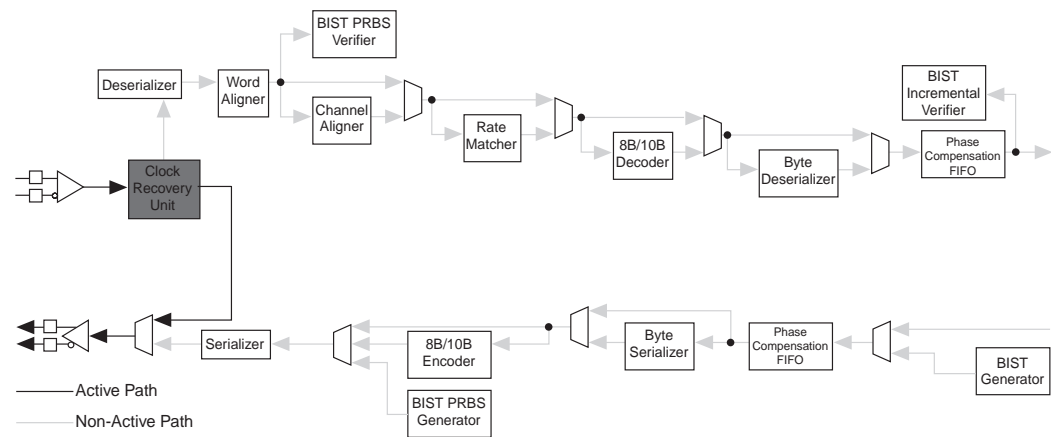 BIST PRBS
Verifier
Deserializer
Word
Aligner
Channel
Aligner
Rate
Matcher
8B/10B
Decoder
Byte
Deserializer
BIST
Incremental
Verifier
Phase
Compensation
FIFO
Clock
Recovery
Unit
Serializer
8B/10B
Encoder
BIST PRBS
Generator
Byte
Serializer
Phase
Compensation
FIFO
BIST
Generator
Active Path
Non-Active Path